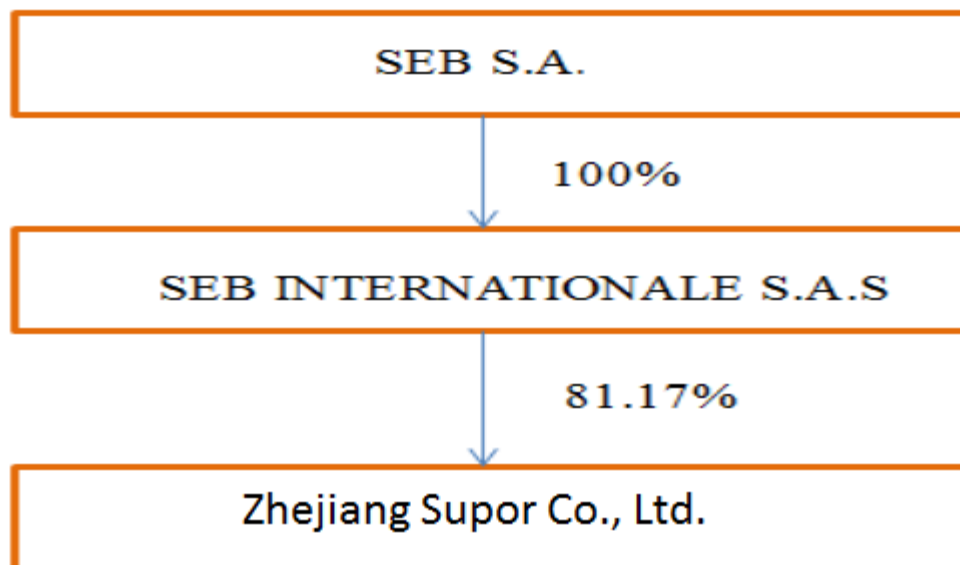 SEB S.A.
100%
SEB INTERNATIONALE S.A.S
81.17%
Zhejiang Supor Co., Ltd.